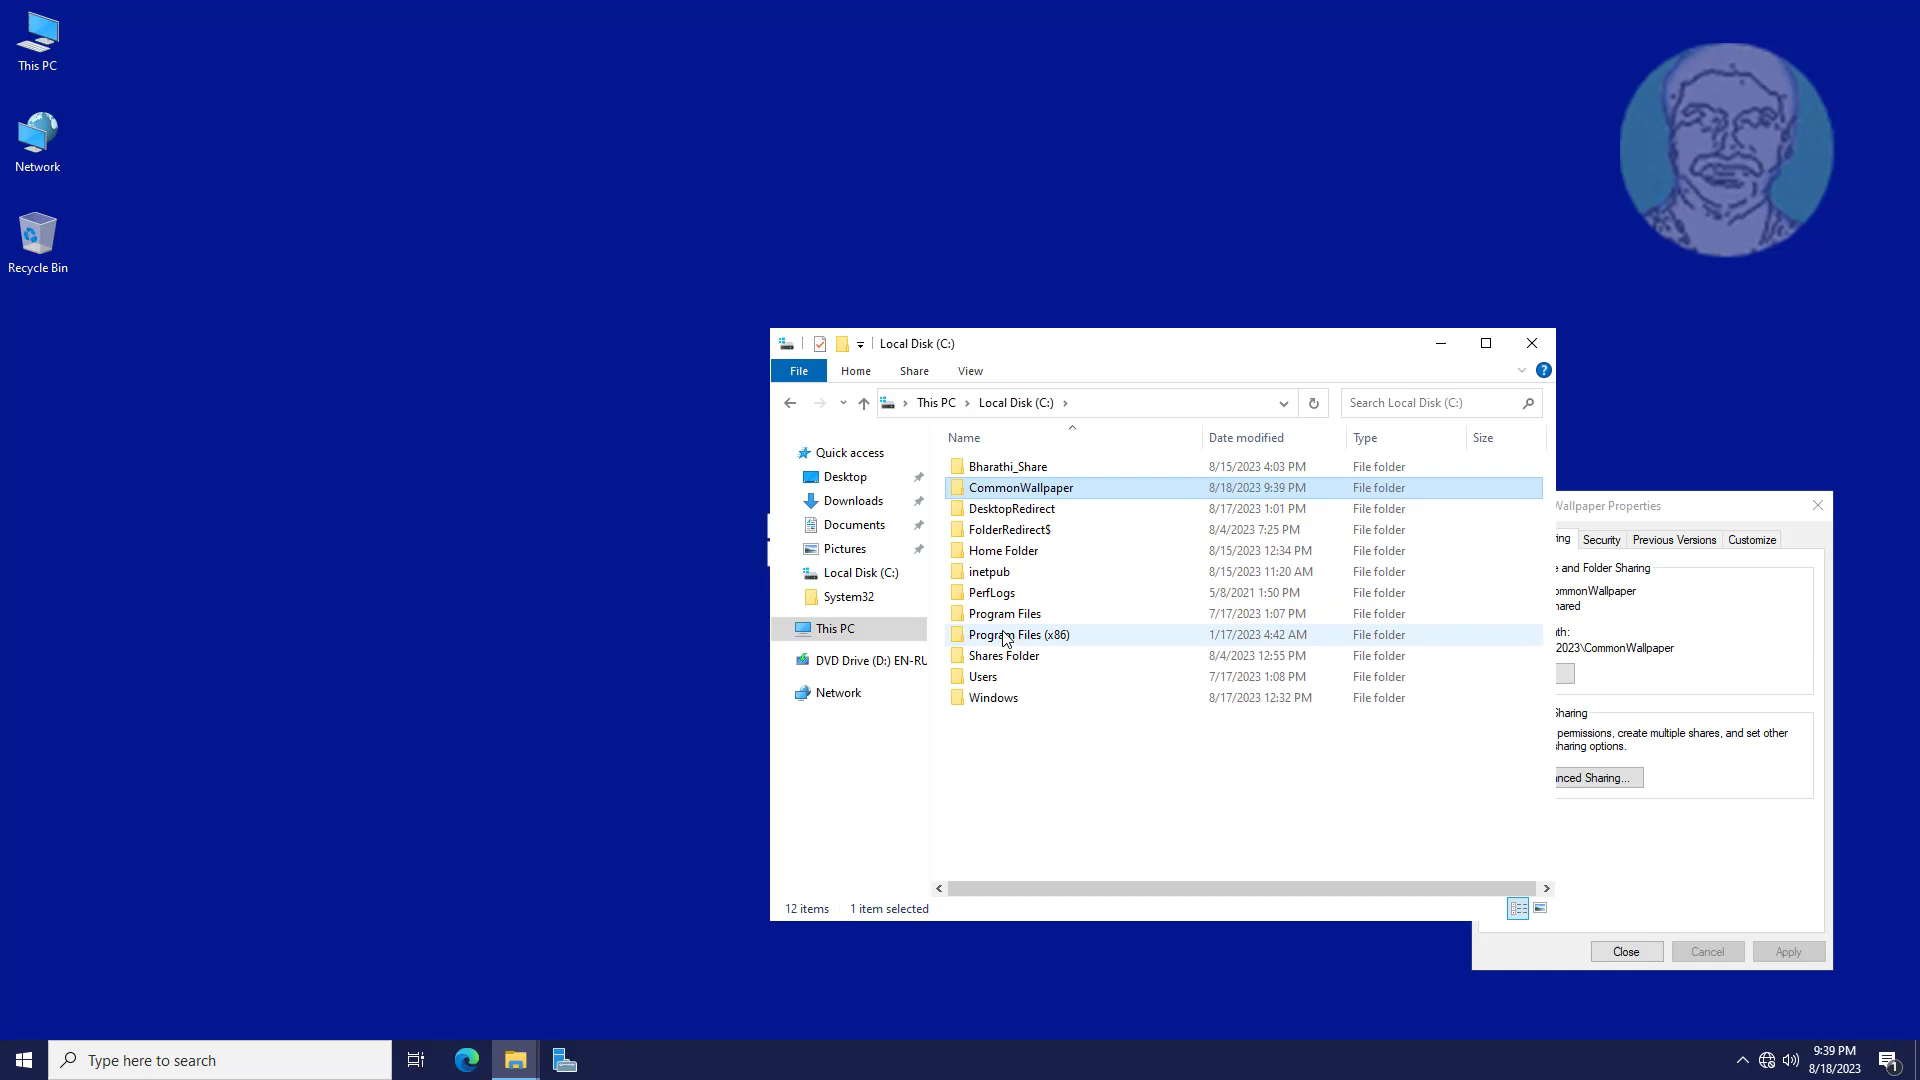 This PC
Network
Recycle Bin
Local Disk (C:)
File
Home
Share
View
?
This PC
Local Disk (C:)
Search Local Disk (C:)
Quick access
Desktop
Downloads
Documents
Pictures
Local Disk (C:)
System32
This PC
DVD Drive (D:) EN-RU
Network
Name Date modified Type Size
Bharathi_Share 8/15/2023 4:03 PM File folder
CommonWallpaper 8/18/2023 9:39 PM File folder
DesktopRedirect 8/17/2023 1:01 PM File folder
FolderRedirect$ 8/4/2023 7:25 PM File folder
Home Folder 8/15/2023 12:34 PM File folder
inetpub 8/15/2023 11:20 AM File folder
PerfLogs 5/8/2021 1:50 PM File folder
Program Files 7/17/2023 1:07 PM File folder
Program Files (x86) 1/17/2023 4:42 AM File folder
Shares Folder 8/4/2023 12:55 PM File folder
Users 7/17/2023 1:08 PM File folder
Windows 8/17/2023 12:32 PM File folder
12 items 1 item selected
Wallpaper Properties
ing Security Previous Versions Customize
e and Folder Sharing
ommonWallpaper
hared
th:
2023\CommonWallpaper
Sharing
permissions, create multiple shares, and set other
sharing options.
nced Sharing...
Close Cancel Apply
Type here to search
9:39 PM
8/18/2023
1